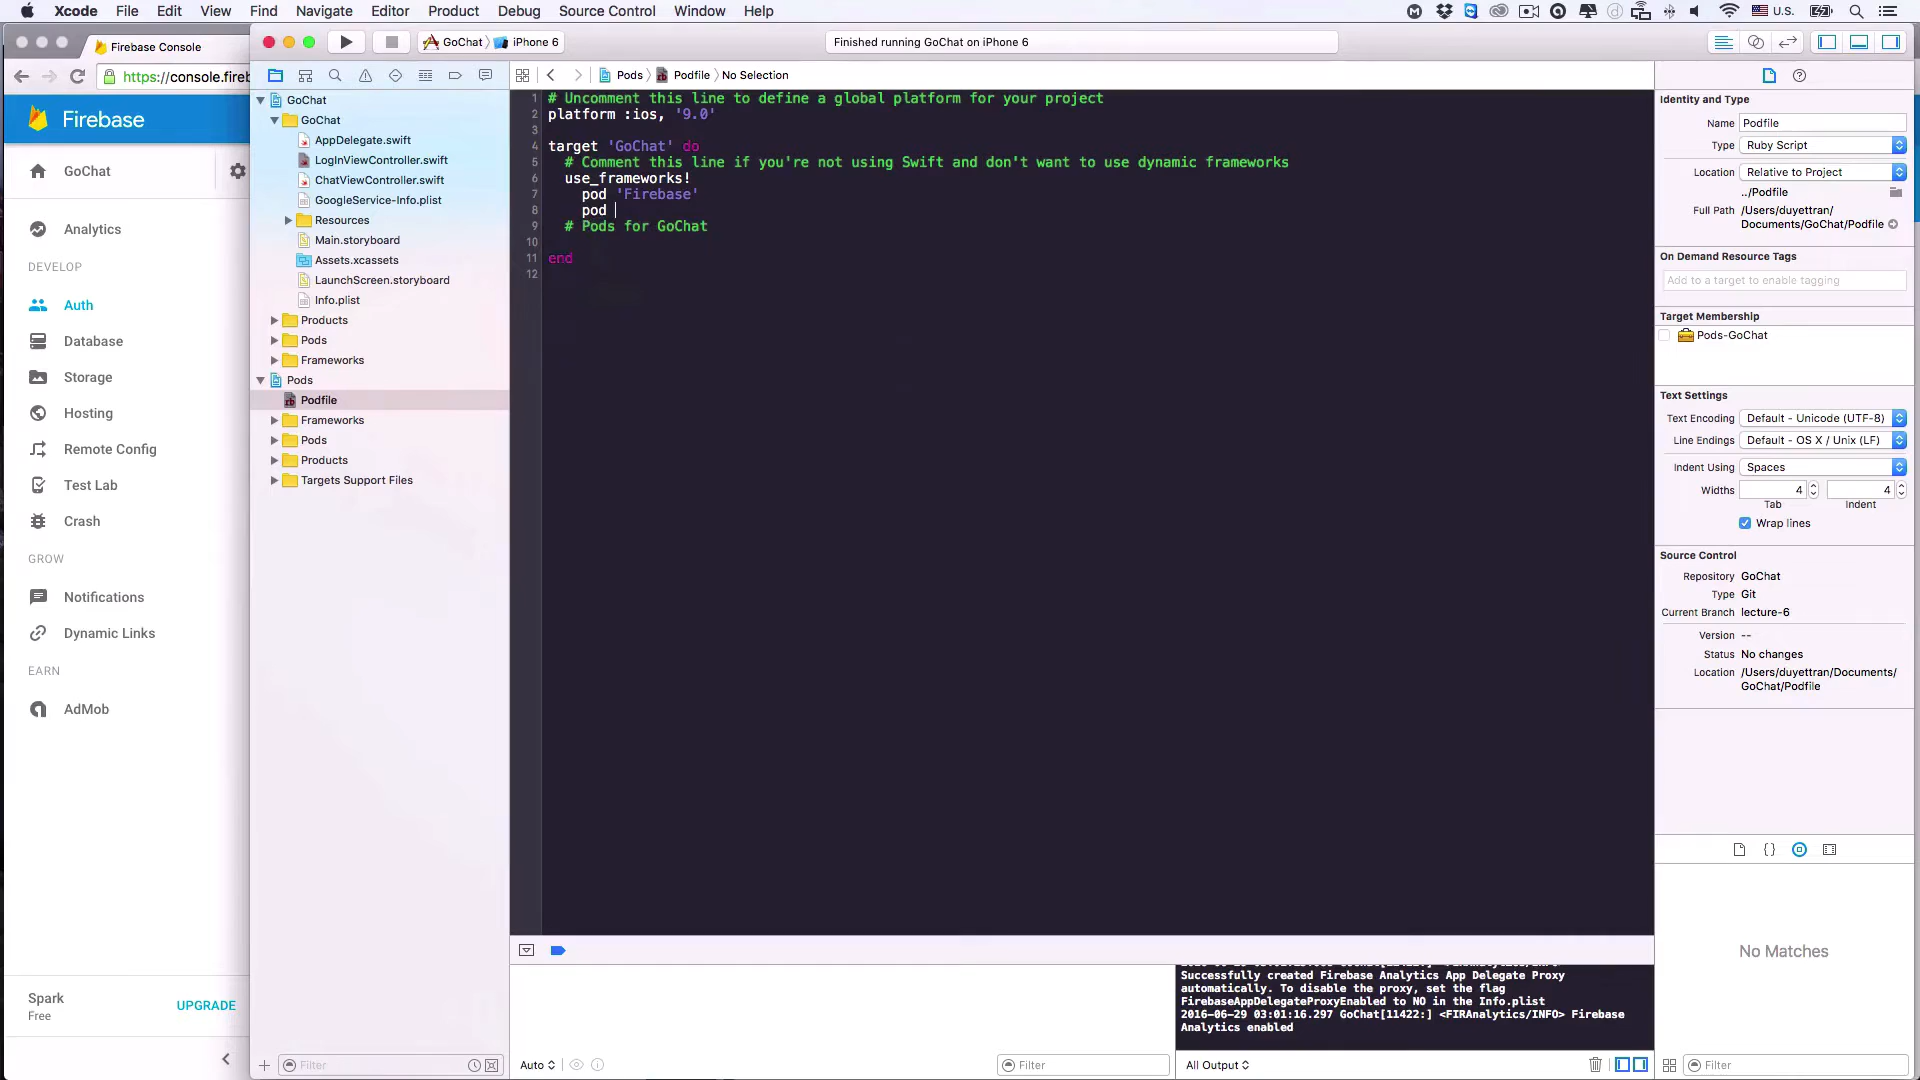 Xcode File Edit View Find Navigate Editor Product Debug Source Control Window Help
U.S.
Firebase Console
https://console.fireb
Firebase
GoChat
Analytics
DEVELOP
Auth
Database
Storage
Hosting
Remote Config
Test Lab
Crash
GROW
Notifications
Dynamic Links
EARN
AdMob
Spark
Free
UPGRADE
GoChat iPhone 6
Finished running GoChat on iPhone 6
GoChat
GoChat
AppDelegate.swift
LogInViewController.swift
ChatViewController.swift
GoogleService-Info.plist
Resources
Main.storyboard
Assets.xcassets
LaunchScreen.storyboard
Info.plist
Products
Pods
Frameworks
Pods
Podfile
Frameworks
Pods
Products
Targets Support Files
Filter
Pods Podfile No Selection
1 # Uncomment this line to define a global platform for your project
2 platform :ios, '9.0'
3
4 target 'GoChat' do
5 # Comment this line if you're not using Swift and don't want to use dynamic frameworks
6 use_frameworks!
7 pod 'Firebase'
8 pod
9 # Pods for GoChat
10
11 end
12
Auto
Filter
Successfully created Firebase Analytics App Delegate Proxy
automatically. To disable the proxy, set the flag
FirebaseAppDelegateProxyEnabled to NO in the Info.plist
2016-06-29 03:01:16.297 GoChat[11422:] <FIRAnalytics/INFO> Firebase
Analytics enabled
All Output
Identity and Type
Name Podfile
Type Ruby Script
Location Relative to Project
../Podfile
Full Path /Users/duyettran/
Documents/GoChat/Podfile
On Demand Resource Tags
Add to a target to enable tagging
Target Membership
Pods-GoChat
Text Settings
Text Encoding Default - Unicode (UTF-8)
Line Endings Default - OS X / Unix (LF)
Indent Using Spaces
Widths 4 4
Tab Indent
Wrap lines
Source Control
Repository GoChat
Type Git
Current Branch lecture-6
Version --
Status No changes
Location /Users/duyettran/Documents/
GoChat/Podfile
No Matches
Filter